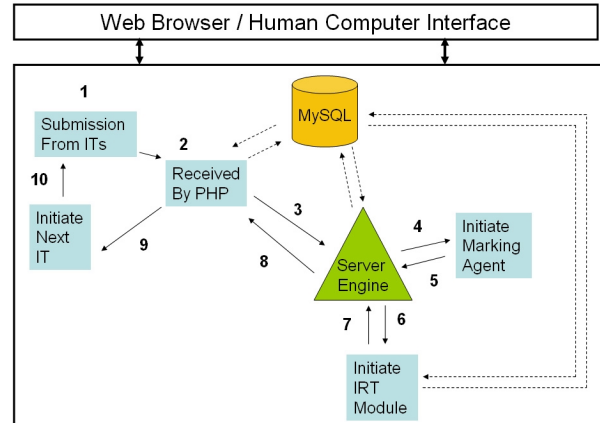 Web Browser / Human Computer Interface
1
Submission
From ITs
2
Received
By PHP
MySQL
10
Initiate
Next
IT
9
3
8
Server
Engine
4
5
Initiate
Marking
Agent
7
6
Initiate
IRT
Module